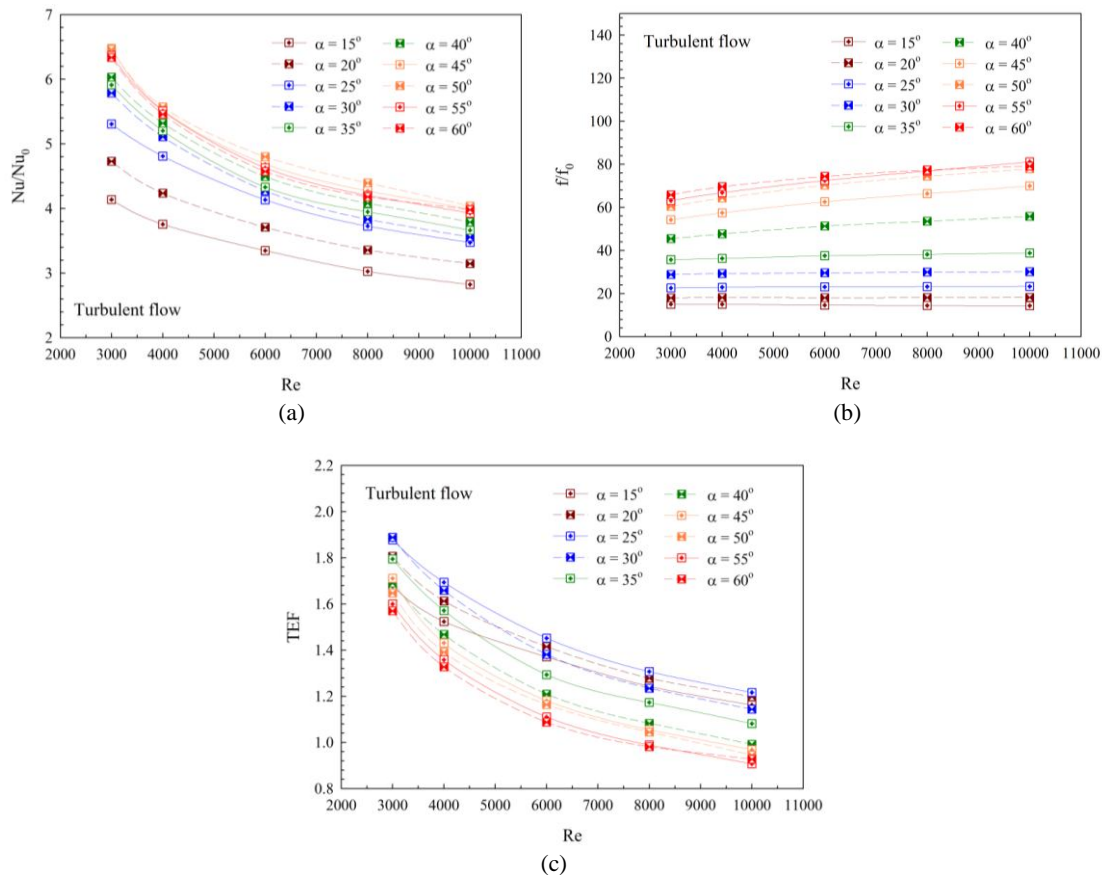 7
6
5
4
3
2
Nu/Nu₀
α = 15°
α = 20°
α = 25°
α = 30°
α = 35°
α = 40°
α = 45°
α = 50°
α = 55°
α = 60°
Turbulent flow
2000 3000 4000 5000 6000 7000 8000 9000 10000 11000
Re
(a)
140
120
100
80
60
40
20
0
f/f₀
Turbulent flow
α = 15°
α = 20°
α = 25°
α = 30°
α = 35°
α = 40°
α = 45°
α = 50°
α = 55°
α = 60°
2000 3000 4000 5000 6000 7000 8000 9000 10000 11000
Re
(b)
2.2
2.0
1.8
1.6
1.4
1.2
1.0
0.8
TEF
Turbulent flow
α = 15°
α = 20°
α = 25°
α = 30°
α = 35°
α = 40°
α = 45°
α = 50°
α = 55°
α = 60°
2000 3000 4000 5000 6000 7000 8000 9000 10000 11000
Re
(c)